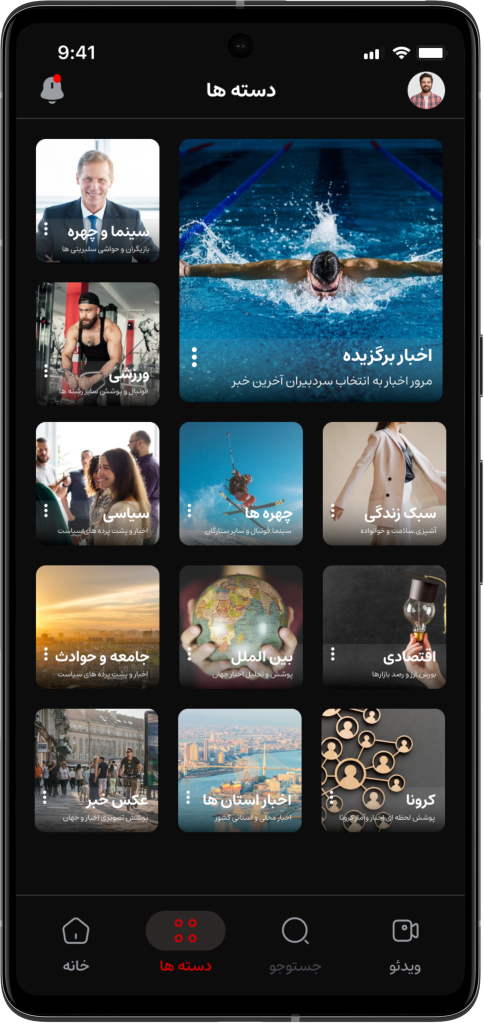 9:41
دسته ها
اخبار برگزیده
مرور اخبار به انتخاب سردبیران آخرین خبر
سینما و چهره
بازیگران و حواشی سلبریتی ها
ورزشی
فوتبال و پوشش سایر رشته ها
سبک زندگی
آشپزی،سلامت و خانواده
چهره ها
سینما،فوتبال و سایر ستارگان
سیاسی
اخبار و پشت پرده های سیاست
اقتصادی
بورس،ارز و رصد بازارها
بین الملل
پوشش و تحلیل اخبار جهان
جامعه و حوادث
اخبار و پشت پرده های سیاست
کرونا
پوشش لحظه ای اخبار و آمار کرونا
اخبار استان ها
اخبار محلی و استانی کشور
عکس خبر
پوشش تصویری اخبار و جهان
ویدئو
جستوجو
دسته ها
خانه